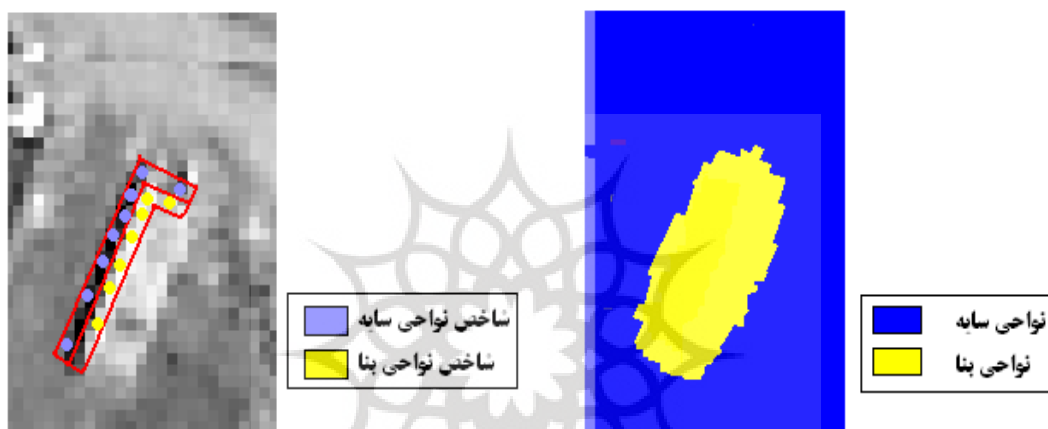 شاخص نواحی سایه
شاخص نواحی بنا
نواحی سایه
نواحی بنا